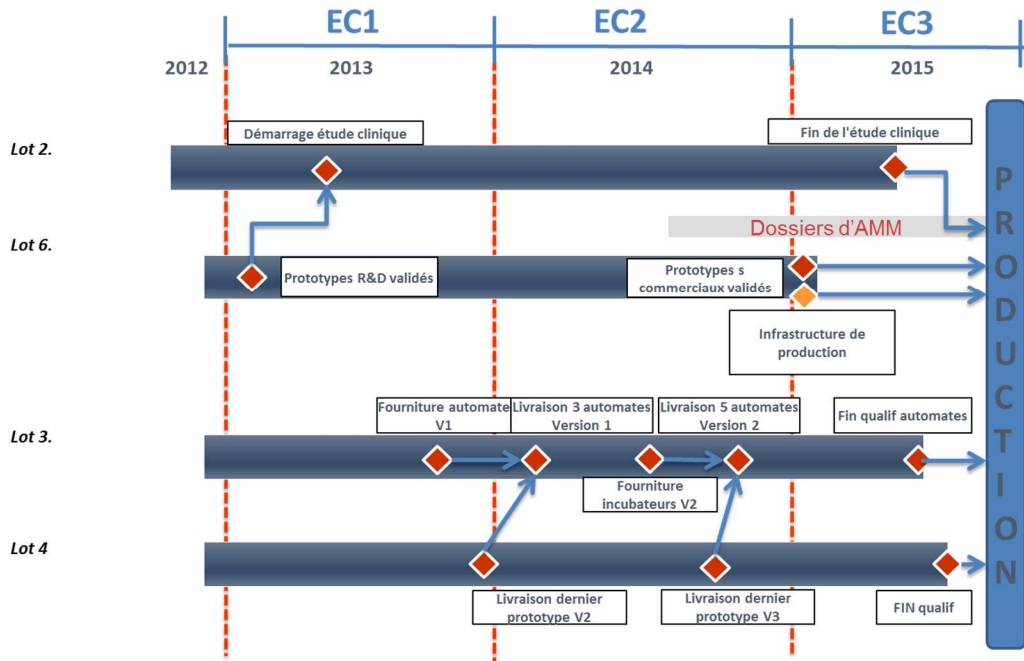 EC1
EC2
EC3
2012
2013
2014
2015
Démarrage étude clinique
Fin de l'étude clinique
Lot 2.
Dossiers d’AMM
Lot 6.
Prototypes R&D validés
Prototypes s
commerciaux validés
Infrastructure de
production
Fourniture automate
V1
Livraison 3 automates
Version 1
Livraison 5 automates
Version 2
Fin qualif automates
Lot 3.
Fourniture
incubateurs V2
Lot 4
Livraison dernier
prototype V2
Livraison dernier
prototype V3
FIN qualif
PRODUCTION